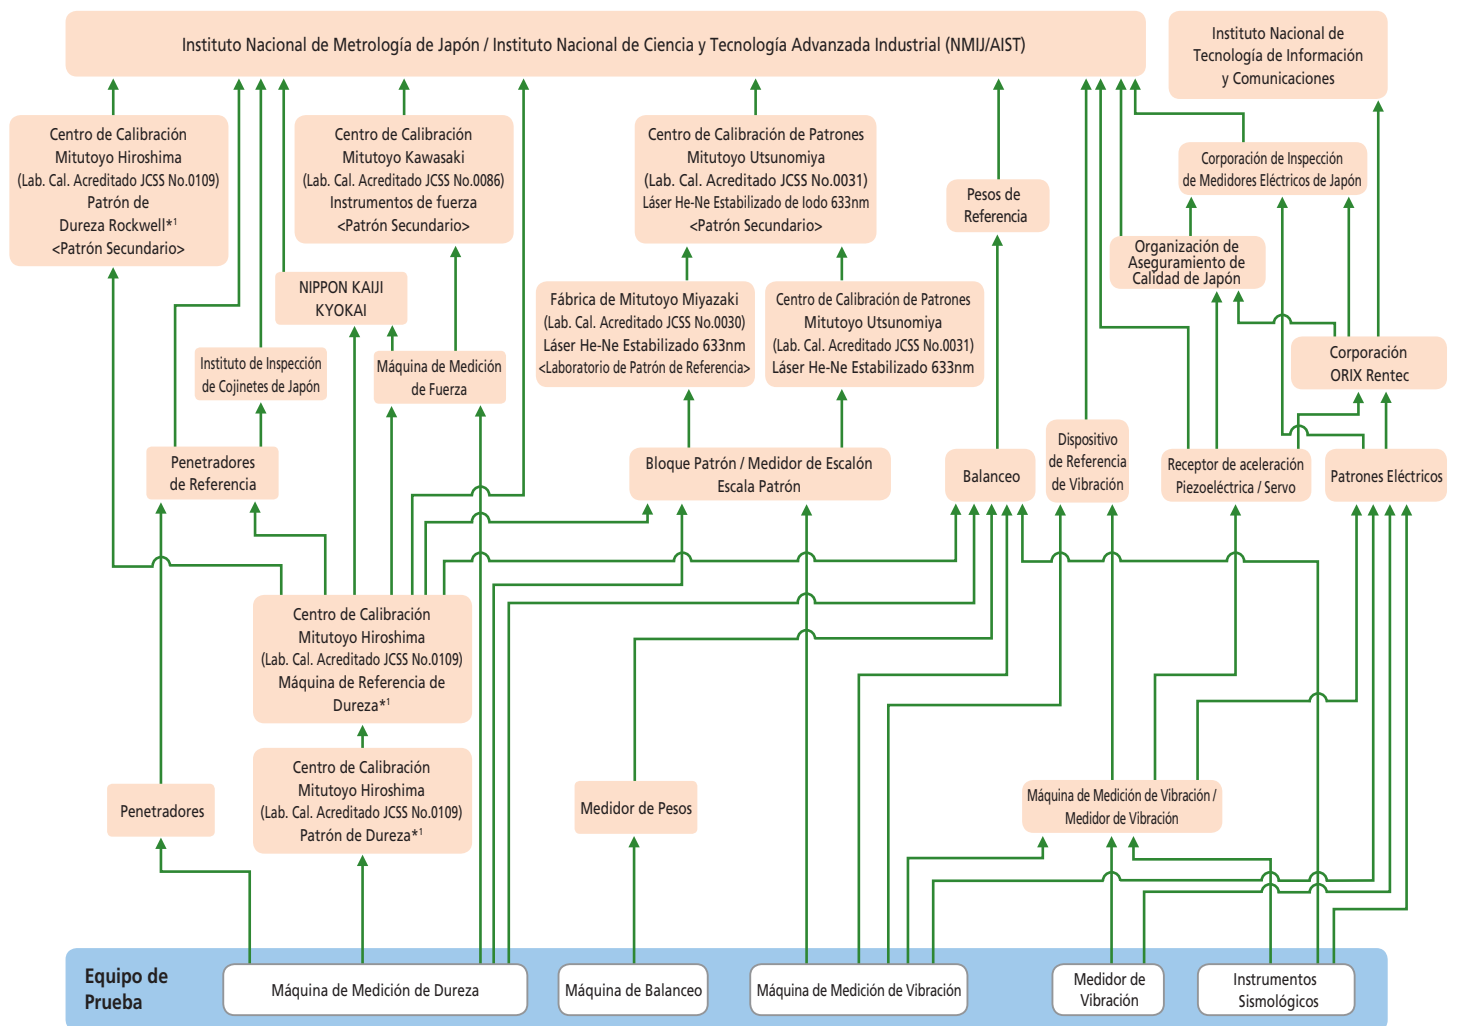 Instituto Nacional de Metrología de Japón / Instituto Nacional de Ciencia y Tecnología Advanzada Industrial (NMIJ/AIST)
Instituto Nacional de
Tecnología de Información
y Comunicaciones
Centro de Calibración
Mitutoyo Hiroshima
(Lab. Cal. Acreditado JCSS No.0109)
Patrón de
Dureza Rockwell*¹
<Patrón Secundario>
Centro de Calibración
Mitutoyo Kawasaki
(Lab. Cal. Acreditado JCSS No.0086)
Instrumentos de fuerza
<Patrón Secundario>
Centro de Calibración de Patrones
Mitutoyo Utsunomiya
(Lab. Cal. Acreditado JCSS No.0031)
Láser He-Ne Estabilizado de Iodo 633nm
<Patrón Secundario>
Pesos de
Referencia
Corporación de Inspección
de Medidores Eléctricos de Japón
Organización de
Aseguramiento de
Calidad de Japón
NIPPON KAIJI
KYOKAI
Fábrica de Mitutoyo Miyazaki
(Lab. Cal. Acreditado JCSS No.0030)
Láser He-Ne Estabilizado 633nm
<Laboratorio de Patrón de Referencia>
Centro de Calibración de Patrones
Mitutoyo Utsunomiya
(Lab. Cal. Acreditado JCSS No.0031)
Láser He-Ne Estabilizado 633nm
Instituto de Inspección
de Cojinetes de Japón
Máquina de Medición
de Fuerza
Corporación
ORIX Rentec
Penetradores
de Referencia
Bloque Patrón / Medidor de Escalón
Escala Patrón
Balanceo
Dispositivo
de Referencia
de Vibración
Receptor de aceleración
Piezoeléctrica / Servo
Patrones Eléctricos
Centro de Calibración
Mitutoyo Hiroshima
(Lab. Cal. Acreditado JCSS No.0109)
Máquina de Referencia de
Dureza*¹
Centro de Calibración
Mitutoyo Hiroshima
(Lab. Cal. Acreditado JCSS No.0109)
Patrón de Dureza*¹
Penetradores
Medidor de Pesos
Máquina de Medición de Vibración /
Medidor de Vibración
Equipo de
Prueba
Máquina de Medición de Dureza
Máquina de Balanceo
Máquina de Medición de Vibración
Medidor de
Vibración
Instrumentos
Sismológicos